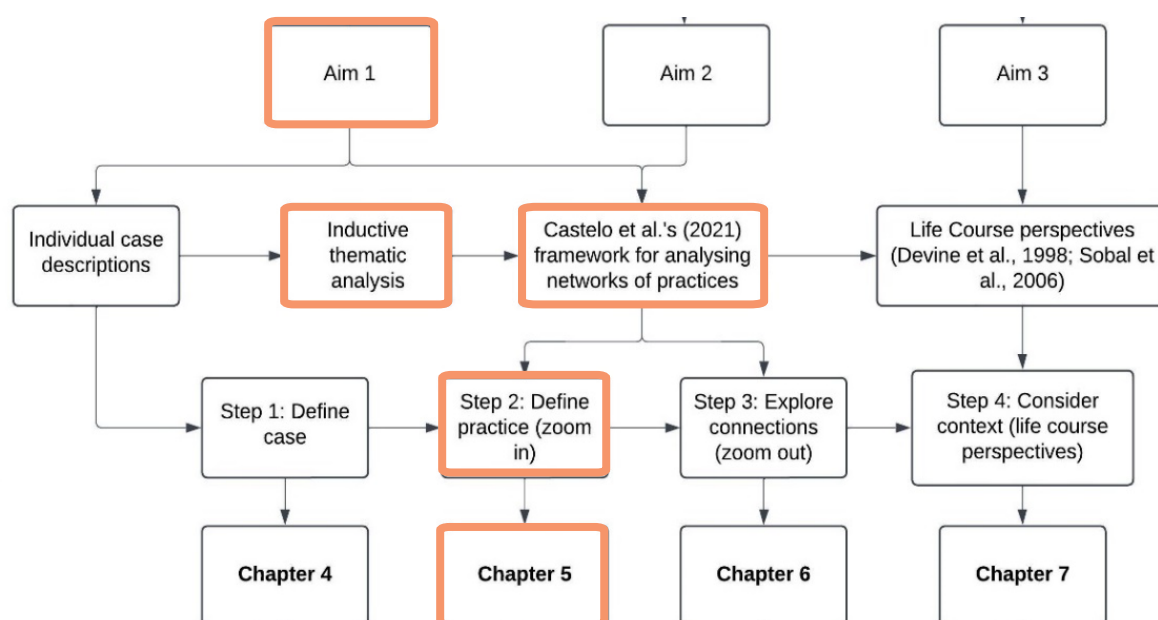 Aim 1
Aim 2
Aim 3
Individual case
descriptions
Inductive
thematic
analysis
Castelo et al.'s (2021)
framework for analysing
networks of practices
Life Course perspectives
(Devine et al., 1998; Sobal et
al., 2006)
Step 1: Define
case
Step 2: Define
practice (zoom
in)
Step 3: Explore
connections
(zoom out)
Step 4: Consider
context (life course
perspectives)
Chapter 4
Chapter 5
Chapter 6
Chapter 7